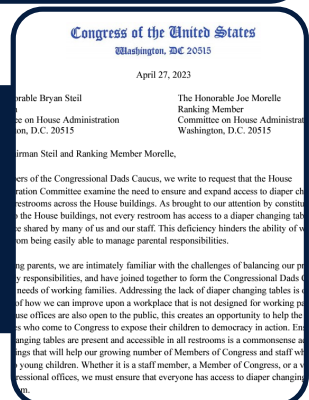 Congress of the United States
Washington, DC 20515
April 27, 2023
orable Bryan Steil The Honorable Joe Morelle
Ranking Member
ee on House Administration Committee on House Administrat
on, D.C. 20515 Washington, D.C. 20515
irman Steil and Ranking Member Morelle,
ers of the Congressional Dads Caucus, we write to request that the House
ration Committee examine the need to ensure and expand access to diaper ch
restrooms across the House buildings. As brought to our attention by constitu
o the House buildings, not every restroom has access to a diaper changing tab
e shared by many of us and our staff. This deficiency hinders the ability of w
om being easily able to manage parental responsibilities.
ng parents, we are intimately familiar with the challenges of balancing our pr
y responsibilities, and have joined together to form the Congressional Dads C
needs of working families. Addressing the lack of diaper changing tables is
of how we can improve upon a workplace that is not designed for working pa
use offices are also open to the public, this creates an opportunity to help the
es who come to Congress to expose their children to democracy in action. Ens
anging tables are present and accessible in all restrooms is a commonsense ac
ings that will help our growing number of Members of Congress and staff wh
young children. Whether it is a staff member, a Member of Congress, or a v
ressional offices, we must ensure that everyone has access to diaper changing
m.